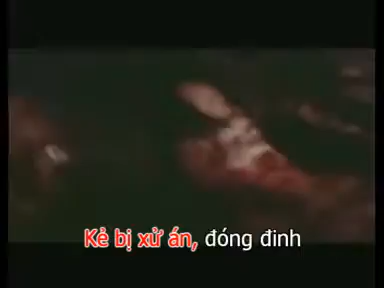 Kẻ bị xử án, đóng đinh